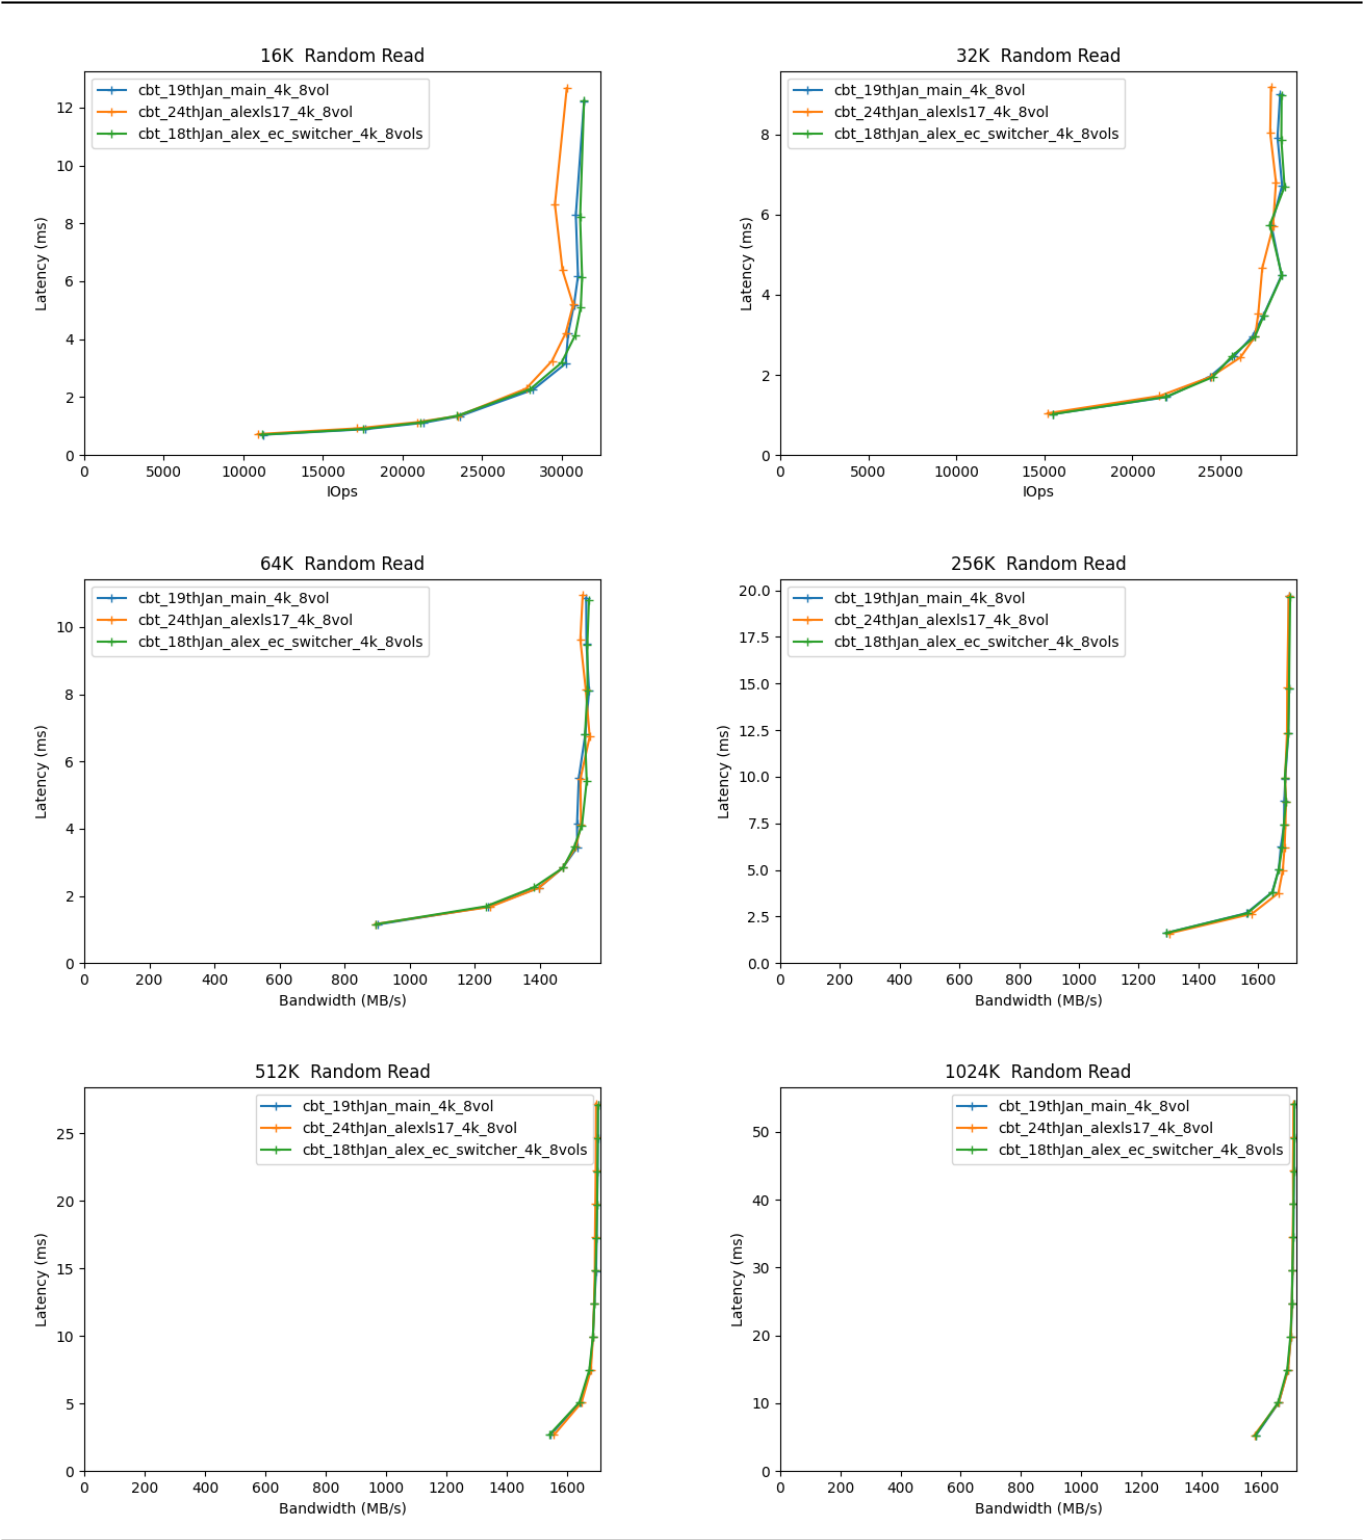 16K  Random Read
cbt_19thJan_main_4k_8vol
cbt_24thJan_alexls17_4k_8vol
cbt_18thJan_alex_ec_switcher_4k_8vols
Latency (ms)
12
10
8
6
4
2
0
0 5000 10000 15000 20000 25000 30000
IOps
32K  Random Read
cbt_19thJan_main_4k_8vol
cbt_24thJan_alexls17_4k_8vol
cbt_18thJan_alex_ec_switcher_4k_8vols
Latency (ms)
8
6
4
2
0
0 5000 10000 15000 20000 25000
IOps
64K  Random Read
cbt_19thJan_main_4k_8vol
cbt_24thJan_alexls17_4k_8vol
cbt_18thJan_alex_ec_switcher_4k_8vols
Latency (ms)
10
8
6
4
2
0
0 200 400 600 800 1000 1200 1400
Bandwidth (MB/s)
256K  Random Read
cbt_19thJan_main_4k_8vol
cbt_24thJan_alexls17_4k_8vol
cbt_18thJan_alex_ec_switcher_4k_8vols
Latency (ms)
20.0
17.5
15.0
12.5
10.0
7.5
5.0
2.5
0.0
0 200 400 600 800 1000 1200 1400 1600
Bandwidth (MB/s)
512K  Random Read
cbt_19thJan_main_4k_8vol
cbt_24thJan_alexls17_4k_8vol
cbt_18thJan_alex_ec_switcher_4k_8vols
Latency (ms)
25
20
15
10
5
0
0 200 400 600 800 1000 1200 1400 1600
Bandwidth (MB/s)
1024K  Random Read
cbt_19thJan_main_4k_8vol
cbt_24thJan_alexls17_4k_8vol
cbt_18thJan_alex_ec_switcher_4k_8vols
Latency (ms)
50
40
30
20
10
0
0 200 400 600 800 1000 1200 1400 1600
Bandwidth (MB/s)